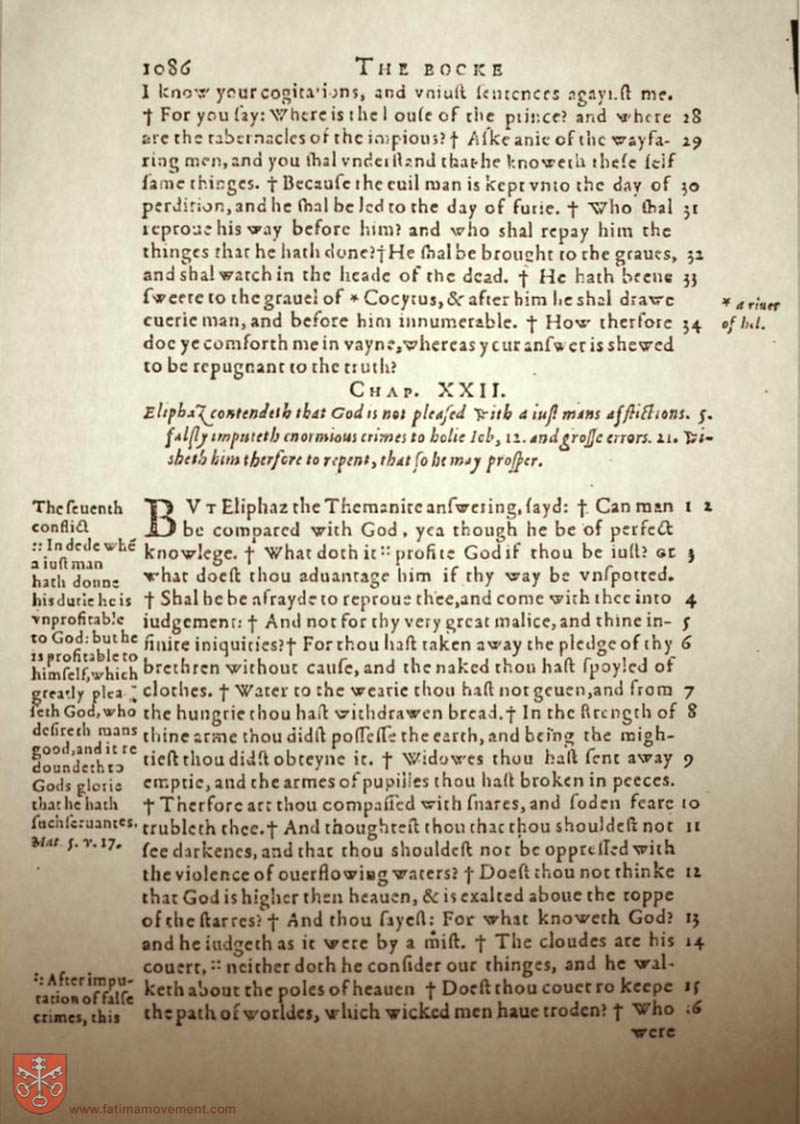 1086 THE BOOKE
I know your cogitations, and vniust sentences agaynst me.
† For you say: Where is the house of the prince? and where 28
are the tabernacles of the impious? † Aske anie of the wayfa- 29
ring men, and you shal vnderstand that he knoweth these self
same thinges. † Because the euil man is kept vnto the day of 30
perdition, and he shal be led to the day of furie. † Who shal 31
reproue his way before him? and who shal repay him the
thinges that he hath done? † He shal be brought to the graues, 32
and shal watch in the heade of the dead. † He hath beene 33
sweete to the grauel of * Cocytus, & after him he shal drawe
euerie man, and before him innumerable. † How therfore 34
doe ye comforth me in vayne, whereas your answer is shewed
to be repugnant to the truth?
* a riuer
of hel.
CHAP. XXII.
Eliphaz contendeth that God is not pleased with a iust mans afflictions. 5.
falsly imputeth enormious crimes to holie Iob, 12. and grosse errors. 21. wi-
sheth him therfore to repent, that so he may prosper.
BVT Eliphaz the Themanite answering, sayd: † Can man 1 2
be compared with God, yea though he be of perfect
knowlege. † What doth it :: profite God if thou be iust? or 3
what doest thou aduantage him if thy way be vnspotted.
† Shal he be afrayde to reproue thee, and come with thee into 4
iudgement: † And not for thy very great malice, and thine in- 5
finite iniquities? † For thou hast taken away the pledge of thy 6
brethren without cause, and the naked thou hast spoyled of
clothes. † Water to the wearie thou hast not geuen, and from 7
the hungrie thou hast withdrawen bread. † In the strength of 8
thine arme thou didst possesse the earth, and being the migh-
tiest thou didst obteyne it. † Widowes thou hast sent away 9
emptie, and the armes of pupilles thou hast broken in peeces.
† Therfore art thou compassed with snares, and soden feare 10
trubleth thee. † And thoughtest thou that thou shouldest not 11
see darkenes, and that thou shouldest not be oppressed with
the violence of ouerflowing waters? † Doest thou not thinke 12
that God is higher then heauen, & is exalted aboue the toppe
of the starres? † And thou sayest: For what knoweth God? 13
and he iudgeth as it were by a mist. † The cloudes are his 14
couert, :: neither doth he consider our thinges, and he wal-
keth about the poles of heauen † Doest thou couet to keepe 15
the path of worldes, which wicked men haue troden? † Who 16
were
The seuenth
conflict
:: In dede whē
a iust man
hath donne
his dutie he is
vnprofitable
to God: but he
is profitable to
himself, which
greatly plea-
seth God, who
desireth mans
good, and it re
doundeth to
Gods glorie
that he hath
such seruantes.
Mat. 5. v. 17.
:: After impu-
tation of false
crimes, this
www.fatimamovement.com